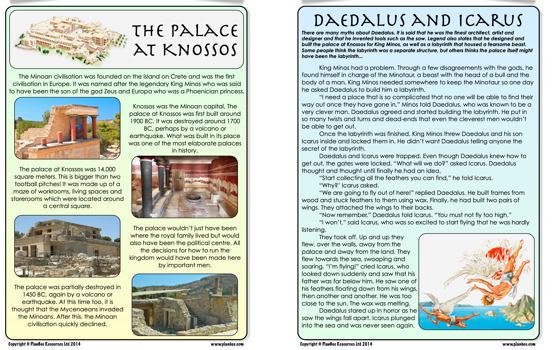 THE PALACE
AT KNOSSOS
The Minoan civilisation was founded on the island on Crete and was the first
civilisation in Europe. It was named after the legendary King Minos who was said
to have been the son of the god Zeus and Europa who was a Phoenician princess.
Knossos was the Minoan capital. The
palace at Knossos was first built around
1900 BC. It was destroyed around 1700
BC, perhaps by a volcano or
earthquake. What was built in its place
was one of the most elaborate palaces
in history.
The palace at Knossos was 14,000
square meters. This is bigger than two
football pitches! It was made up of a
maze of workrooms, living spaces and
storerooms which were located around
a central square.
The palace wouldn't just have been
where the royal family lived but would
also have been the political centre. All
the decisions for how to run the
kingdom would have been made here
by important men.
The palace was partially destroyed in
1450 BC, again by a volcano or
earthquake. At this time too, it is
thought that the Mycenaeans invaded
the Minoans. After this, the Minoan
civilisation quickly declined.
Copyright © PlanBee Resources Ltd 2014
www.planbee.com
DAEDALUS AND ICARUS
There are many myths about Daedalus. It is said that he was the finest architect, artist and
designer and that he invented tools such as the saw. Legend also states that he designed and
built the palace at Knossos for King Minos, as well as a labyrinth that housed a fearsome beast.
Some people think the labyrinth was a separate structure, but others thinks the palace itself might
have been the labyrinth...
King Minos had a problem. Through a few disagreements with the gods, he
found himself in charge of the Minotaur, a beast with the head of a bull and the
body of a man. King Minos needed somewhere to keep the Minotaur so one day
he asked Daedalus to build him a labyrinth.
"I need a place that is so complicated that no one will be able to find their
way out once they have gone in," Minos told Daedalus, who was known to be a
very clever man. Daedalus agreed and started building the labyrinth. He put in
so many twists and turns and dead-ends that even the cleverest men wouldn't
be able to get out.
Once the labyrinth was finished, King Minos threw Daedalus and his son
Icarus inside and locked them in. He didn't want Daedalus telling anyone the
secret of the labyrinth.
Daedalus and Icarus were trapped. Even though Daedalus knew how to
get out, the gates were locked. "What will we do?" asked Icarus. Daedalus
thought and thought until finally he had an idea.
"Start collecting all the feathers you can find," he told Icarus.
"Why?" Icarus asked.
"We are going to fly out of here!" replied Daedalus. He built frames from
wood and stuck feathers to them using wax. Finally, he had built two pairs of
wings. They attached the wings to their backs.
"Now remember," Daedalus told Icarus. "You must not fly too high."
"I won't," said Icarus, who was so excited to start flying that he was hardly
listening.
They took off. Up and up they
flew, over the walls, away from the
palace and away from the land. They
flew towards the sea, swooping and
soaring. "I'm flying!" cried Icarus, who
looked down suddenly and saw that his
father was far below him. He saw one of
his feathers floating down from his wings,
then another and another. He was too
close to the sun. The wax was melting.
Daedalus stared up in horror as he
saw the wings fall apart. Icarus plunged
into the sea and was never seen again.
Copyright © PlanBee Resources Ltd 2014
www.planbee.com